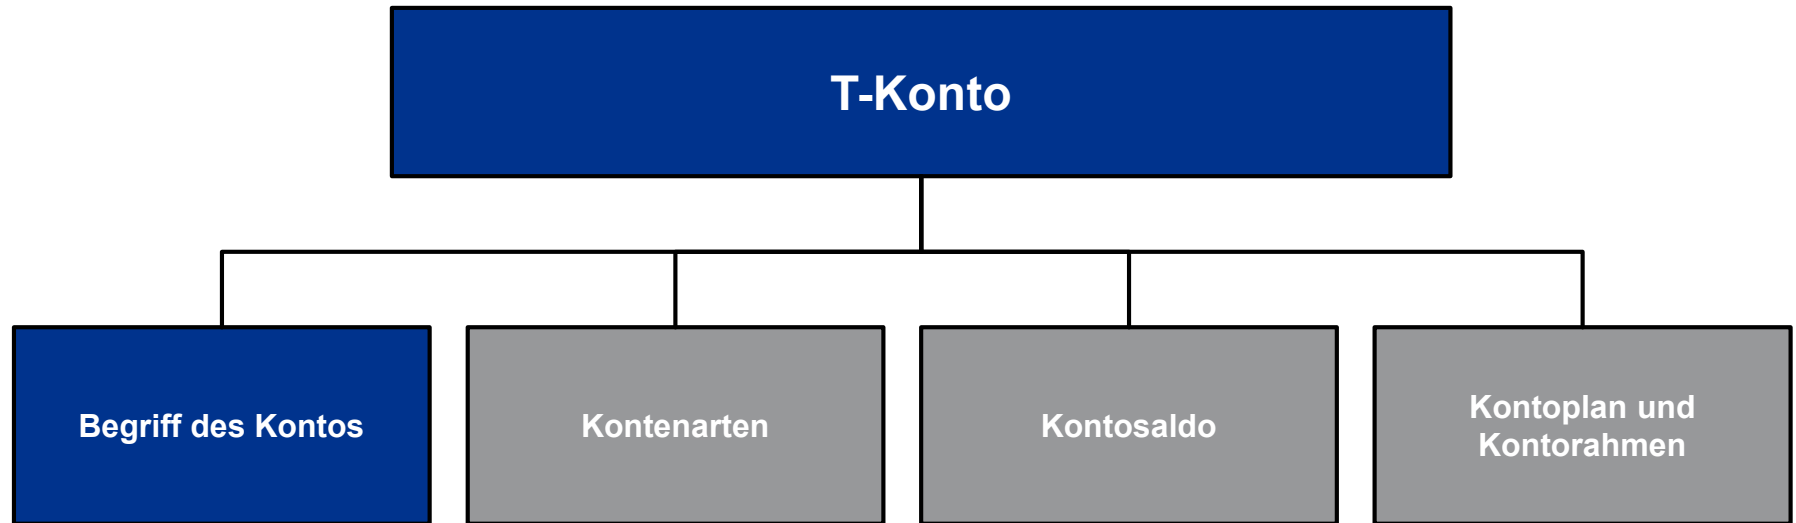 T-Konto
Begriff des Kontos
Kontenarten
Kontosaldo
Kontoplan und
Kontorahmen